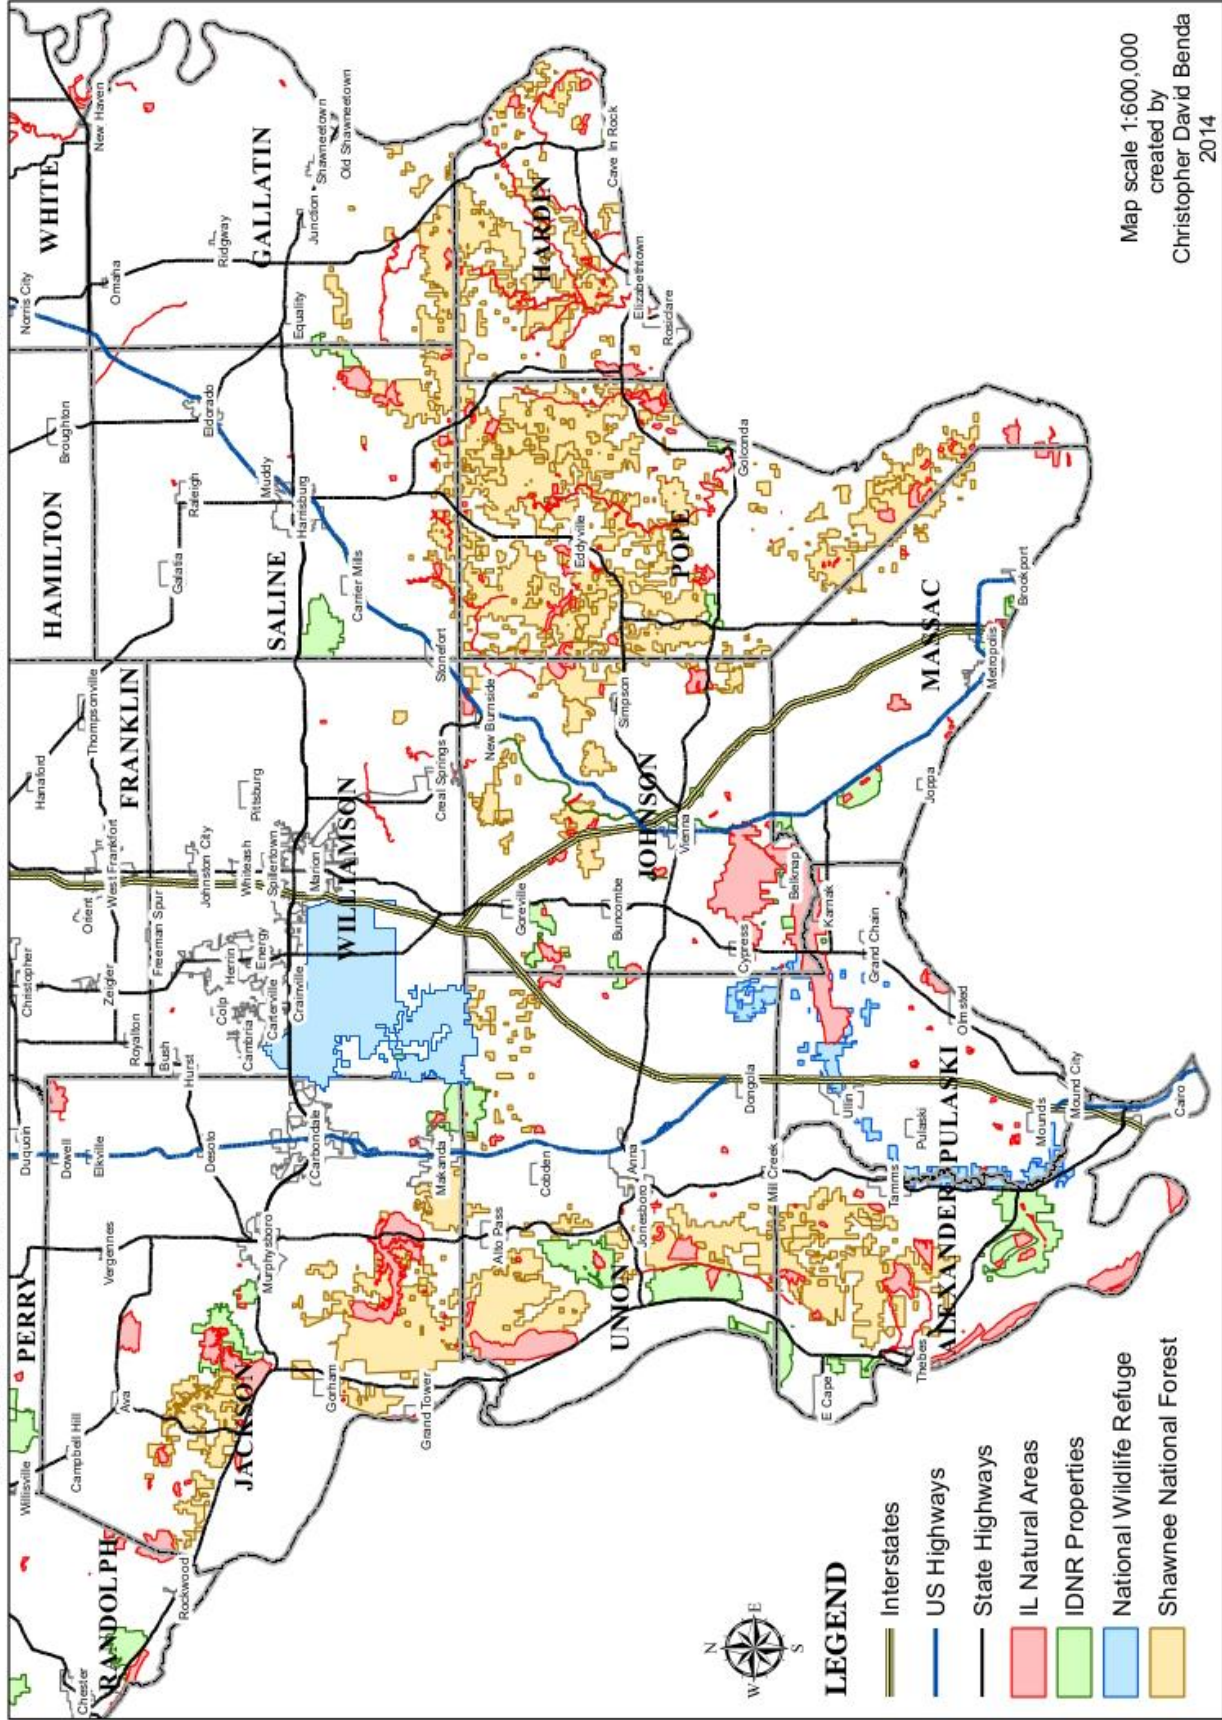 PERRY
WHITE
HAMILTON
FRANKLIN
RANDOLPH
JACKSON
WILLIAMSON
SALINE
GALLATIN
UNION
JOHNSON
POPE
HARDIN
ALEXANDER
PULASKI
MASSAC
Chester
Rockwood
Willisville
Campbell Hill
Ava
Vergennes
Duquoin
Dowell
Elkville
Desoto
Murphysboro
Carbondale
Gorham
Grand Tower
Makanda
Christopher
Zeigler
Royalton
Bush
Hurst
Freeman Spur
Orient
West Frankfort
Hanaford
Thompsonville
Johnston City
Whiteash
Spillertown
Pittsburg
Marion
Herrin
Energy
Colp
Cambria
Carterville
Crainville
Creal Springs
Stonefort
New Burnside
Broughton
Norris City
Omaha
New Haven
Ridgway
Eldorado
Raleigh
Galatia
Muddy
Harrisburg
Carrier Mills
Equality
Junction
Shawneetown
Old Shawneetown
Cave In Rock
Elizabethtown
Rosiclare
Golconda
Eddyville
Simpson
Vienna
Goreville
Buncombe
Cypress
Belknap
Karnak
Grand Chain
Joppa
Metropolis
Brookport
Alto Pass
Cobden
Anna
Jonesboro
Dongola
Mill Creek
Ullin
Pulaski
Tamms
Olmsted
Mounds
Mound City
Cairo
Thebes
E Cape
N
W
E
S
LEGEND
Interstates
US Highways
State Highways
IL Natural Areas
IDNR Properties
National Wildlife Refuge
Shawnee National Forest
Map scale 1:600,000
created by
Christopher David Benda
2014